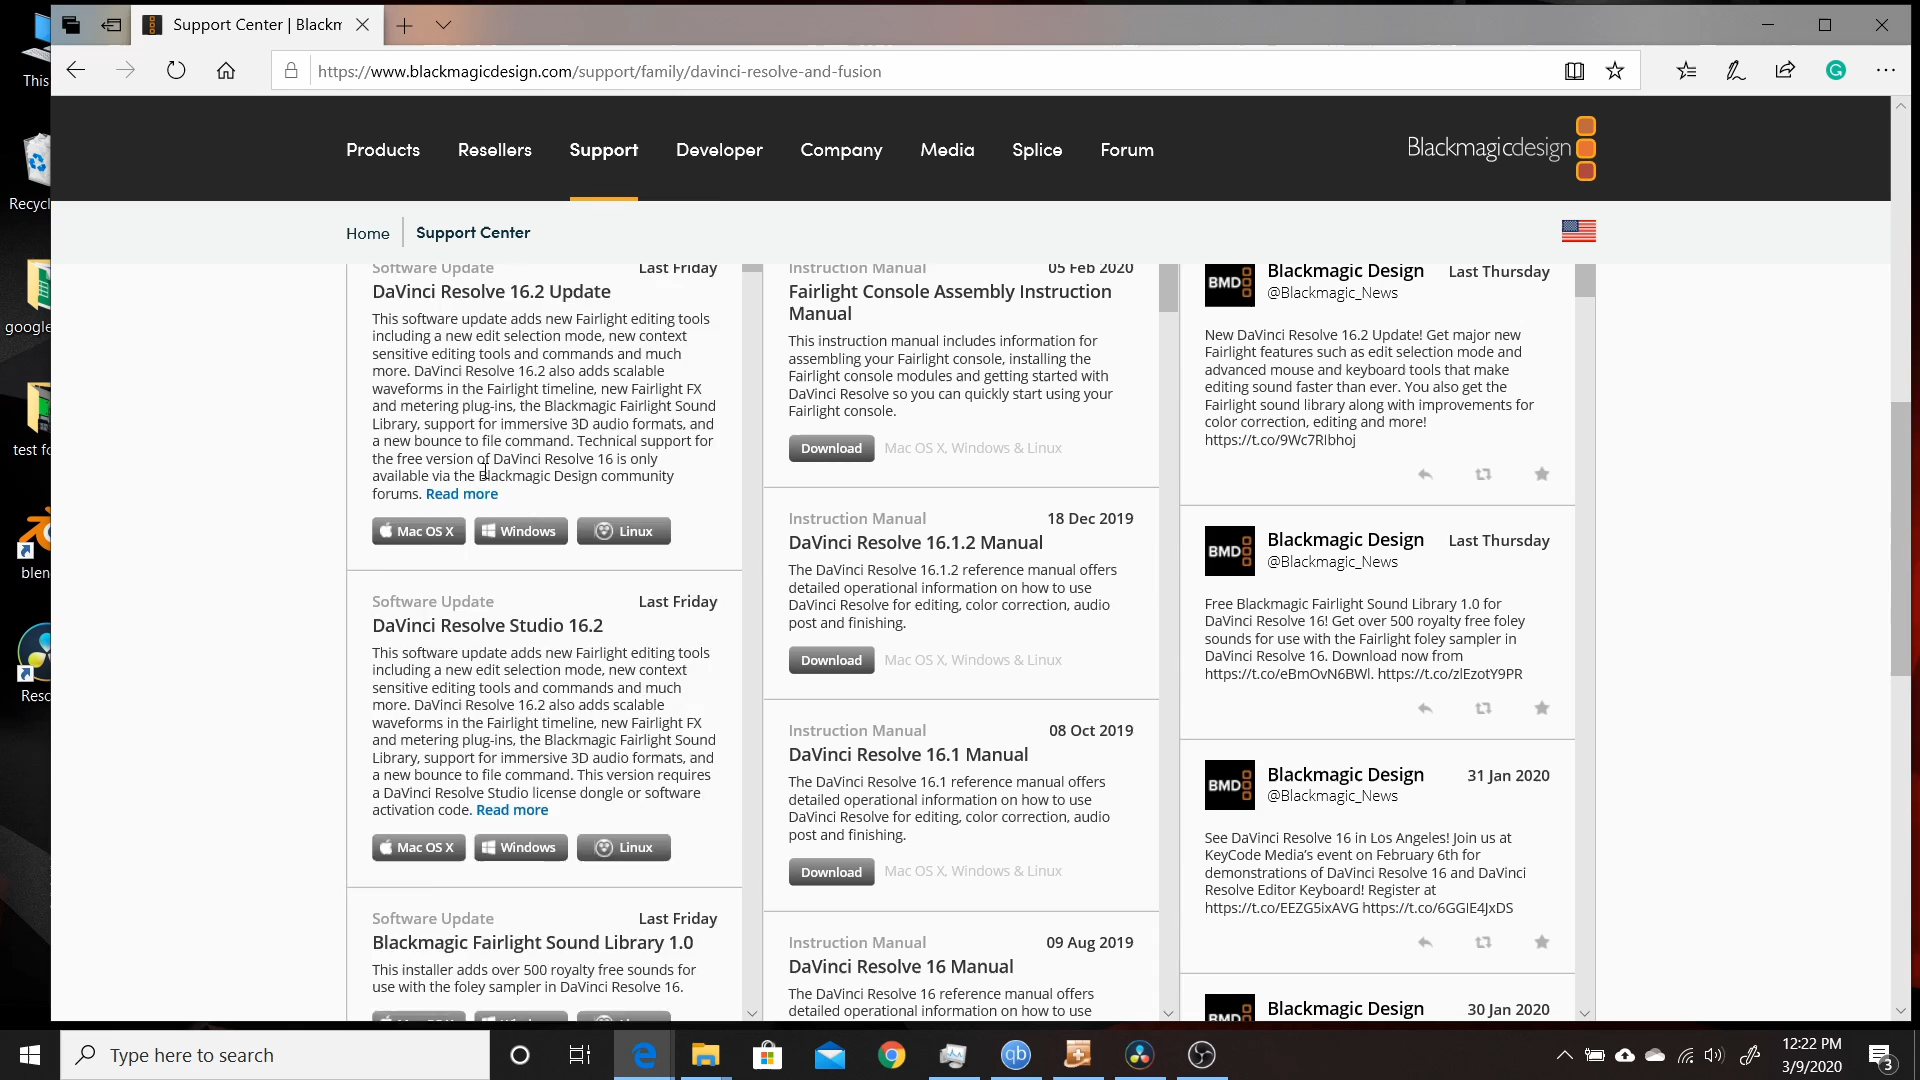 Support Center | Blackm
https://www.blackmagicdesign.com/support/family/davinci-resolve-and-fusion
This
Recycl
google
test fo
blen
Reso
Products Resellers Support Developer Company Media Splice Forum
Blackmagicdesign
Home Support Center
Software Update Last Friday
DaVinci Resolve 16.2 Update
This software update adds new Fairlight editing tools
including a new edit selection mode, new context
sensitive editing tools and commands and much
more. DaVinci Resolve 16.2 also adds scalable
waveforms in the Fairlight timeline, new Fairlight FX
and metering plug-ins, the Blackmagic Fairlight Sound
Library, support for immersive 3D audio formats, and
a new bounce to file command. Technical support for
the free version of DaVinci Resolve 16 is only
available via the Blackmagic Design community
forums. Read more
Mac OS X Windows Linux
Software Update Last Friday
DaVinci Resolve Studio 16.2
This software update adds new Fairlight editing tools
including a new edit selection mode, new context
sensitive editing tools and commands and much
more. DaVinci Resolve 16.2 also adds scalable
waveforms in the Fairlight timeline, new Fairlight FX
and metering plug-ins, the Blackmagic Fairlight Sound
Library, support for immersive 3D audio formats, and
a new bounce to file command. This version requires
a DaVinci Resolve Studio license dongle or software
activation code. Read more
Mac OS X Windows Linux
Software Update Last Friday
Blackmagic Fairlight Sound Library 1.0
This installer adds over 500 royalty free sounds for
use with the foley sampler in DaVinci Resolve 16.
Instruction Manual 05 Feb 2020
Fairlight Console Assembly Instruction
Manual
This instruction manual includes information for
assembling your Fairlight console, installing the
Fairlight console modules and getting started with
DaVinci Resolve so you can quickly start using your
Fairlight console.
Download Mac OS X, Windows & Linux
Instruction Manual 18 Dec 2019
DaVinci Resolve 16.1.2 Manual
The DaVinci Resolve 16.1.2 reference manual offers
detailed operational information on how to use
DaVinci Resolve for editing, color correction, audio
post and finishing.
Download Mac OS X, Windows & Linux
Instruction Manual 08 Oct 2019
DaVinci Resolve 16.1 Manual
The DaVinci Resolve 16.1 reference manual offers
detailed operational information on how to use
DaVinci Resolve for editing, color correction, audio
post and finishing.
Download Mac OS X, Windows & Linux
Instruction Manual 09 Aug 2019
DaVinci Resolve 16 Manual
The DaVinci Resolve 16 reference manual offers
detailed operational information on how to use
BMD Blackmagic Design Last Thursday
@Blackmagic_News
New DaVinci Resolve 16.2 Update! Get major new
Fairlight features such as edit selection mode and
advanced mouse and keyboard tools that make
editing sound faster than ever. You also get the
Fairlight sound library along with improvements for
color correction, editing and more!
https://t.co/9Wc7RIbhoj
BMD Blackmagic Design Last Thursday
@Blackmagic_News
Free Blackmagic Fairlight Sound Library 1.0 for
DaVinci Resolve 16! Get over 500 royalty free foley
sounds for use with the Fairlight foley sampler in
DaVinci Resolve 16. Download now from
https://t.co/eBmOvN6BWl. https://t.co/zlEzotY9PR
BMD Blackmagic Design 31 Jan 2020
@Blackmagic_News
See DaVinci Resolve 16 in Los Angeles! Join us at
KeyCode Media's event on February 6th for
demonstrations of DaVinci Resolve 16 and DaVinci
Resolve Editor Keyboard! Register at
https://t.co/EEZG5ixAVG https://t.co/6GGIE4JxDS
BMD Blackmagic Design 30 Jan 2020
Type here to search
qb
12:22 PM
3/9/2020
3